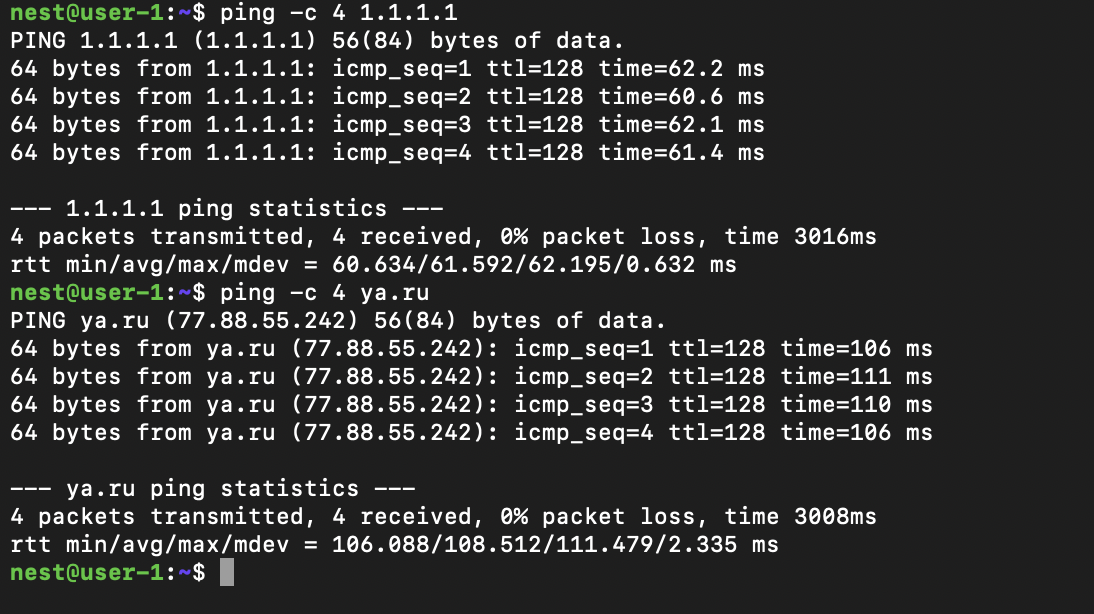 nest@user-1:~$ ping -c 4 1.1.1.1
PING 1.1.1.1 (1.1.1.1) 56(84) bytes of data.
64 bytes from 1.1.1.1: icmp_seq=1 ttl=128 time=62.2 ms
64 bytes from 1.1.1.1: icmp_seq=2 ttl=128 time=60.6 ms
64 bytes from 1.1.1.1: icmp_seq=3 ttl=128 time=62.1 ms
64 bytes from 1.1.1.1: icmp_seq=4 ttl=128 time=61.4 ms

--- 1.1.1.1 ping statistics ---
4 packets transmitted, 4 received, 0% packet loss, time 3016ms
rtt min/avg/max/mdev = 60.634/61.592/62.195/0.632 ms
nest@user-1:~$ ping -c 4 ya.ru
PING ya.ru (77.88.55.242) 56(84) bytes of data.
64 bytes from ya.ru (77.88.55.242): icmp_seq=1 ttl=128 time=106 ms
64 bytes from ya.ru (77.88.55.242): icmp_seq=2 ttl=128 time=111 ms
64 bytes from ya.ru (77.88.55.242): icmp_seq=3 ttl=128 time=110 ms
64 bytes from ya.ru (77.88.55.242): icmp_seq=4 ttl=128 time=106 ms

--- ya.ru ping statistics ---
4 packets transmitted, 4 received, 0% packet loss, time 3008ms
rtt min/avg/max/mdev = 106.088/108.512/111.479/2.335 ms
nest@user-1:~$